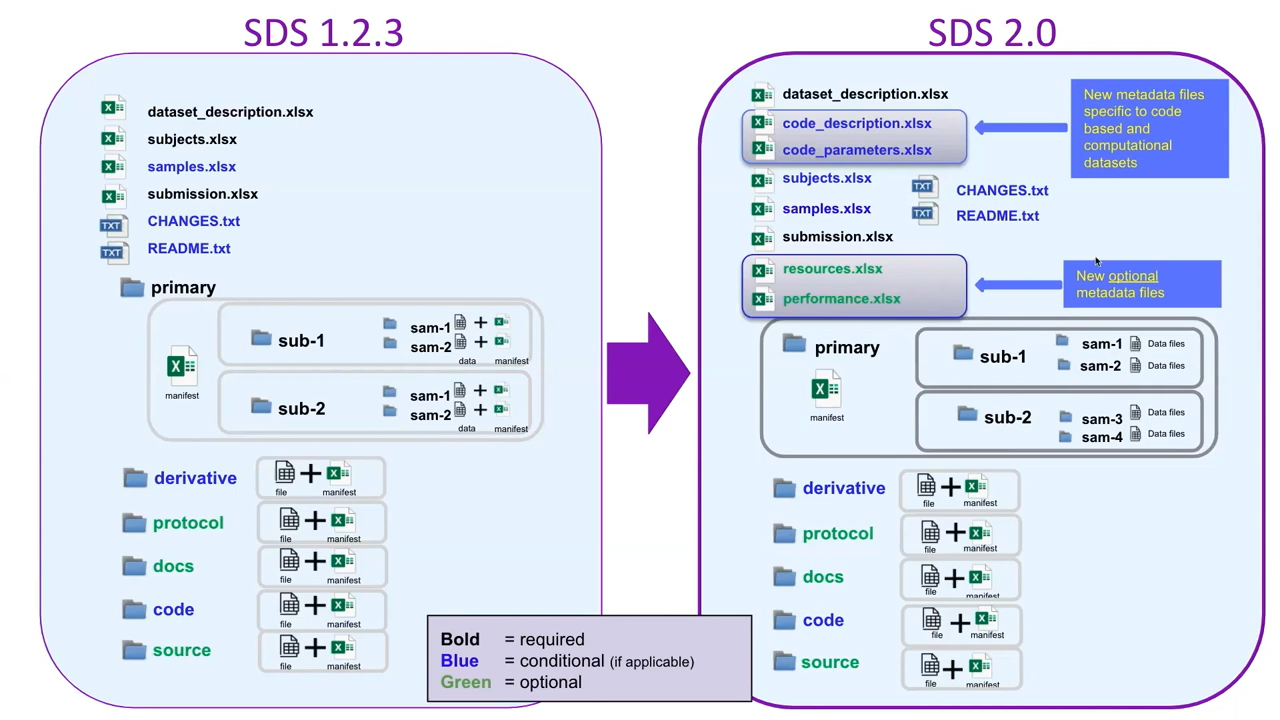 SDS 1.2.3
dataset_description.xlsx
subjects.xlsx
samples.xlsx
submission.xlsx
TXT CHANGES.txt
TXT README.txt
primary
manifest
sub-1
sam-1 +
sam-2 +
data manifest
sub-2
sam-1 +
sam-2 +
data manifest
derivative
file + manifest
protocol
file + manifest
docs
file + manifest
code
file + manifest
source
file + manifest
SDS 2.0
dataset_description.xlsx
code_description.xlsx
code_parameters.xlsx
New metadata files
specific to code
based and
computational
datasets
subjects.xlsx
samples.xlsx
submission.xlsx
TXT CHANGES.txt
TXT README.txt
resources.xlsx
performance.xlsx
New optional
metadata files
primary
manifest
sub-1
sam-1 Data files
sam-2 Data files
sub-2
sam-3 Data files
sam-4 Data files
derivative
file + manifest
protocol
file + manifest
docs
file + manifest
code
file + manifest
source
file + manifest
Bold = required
Blue = conditional (if applicable)
Green = optional